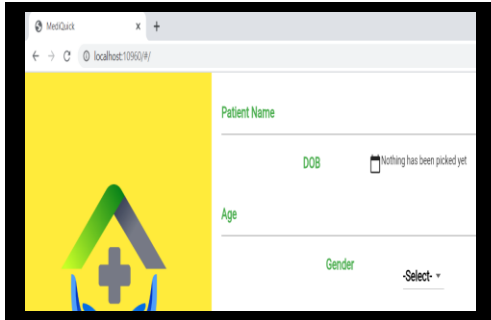 MediQuick
localhost:10960/#/
Patient Name
DOB
Nothing has been picked yet
Age
Gender
-Select-